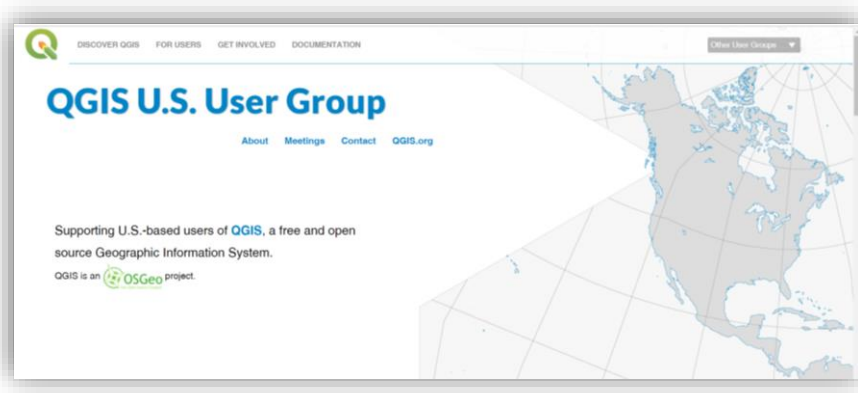 DISCOVER QGIS FOR USERS GET INVOLVED DOCUMENTATION
Other User Groups ...
QGIS U.S. User Group
About Meetings Contact QGIS.org
Supporting U.S.-based users of QGIS, a free and open
source Geographic Information System.
QGIS is an OSGeo project.